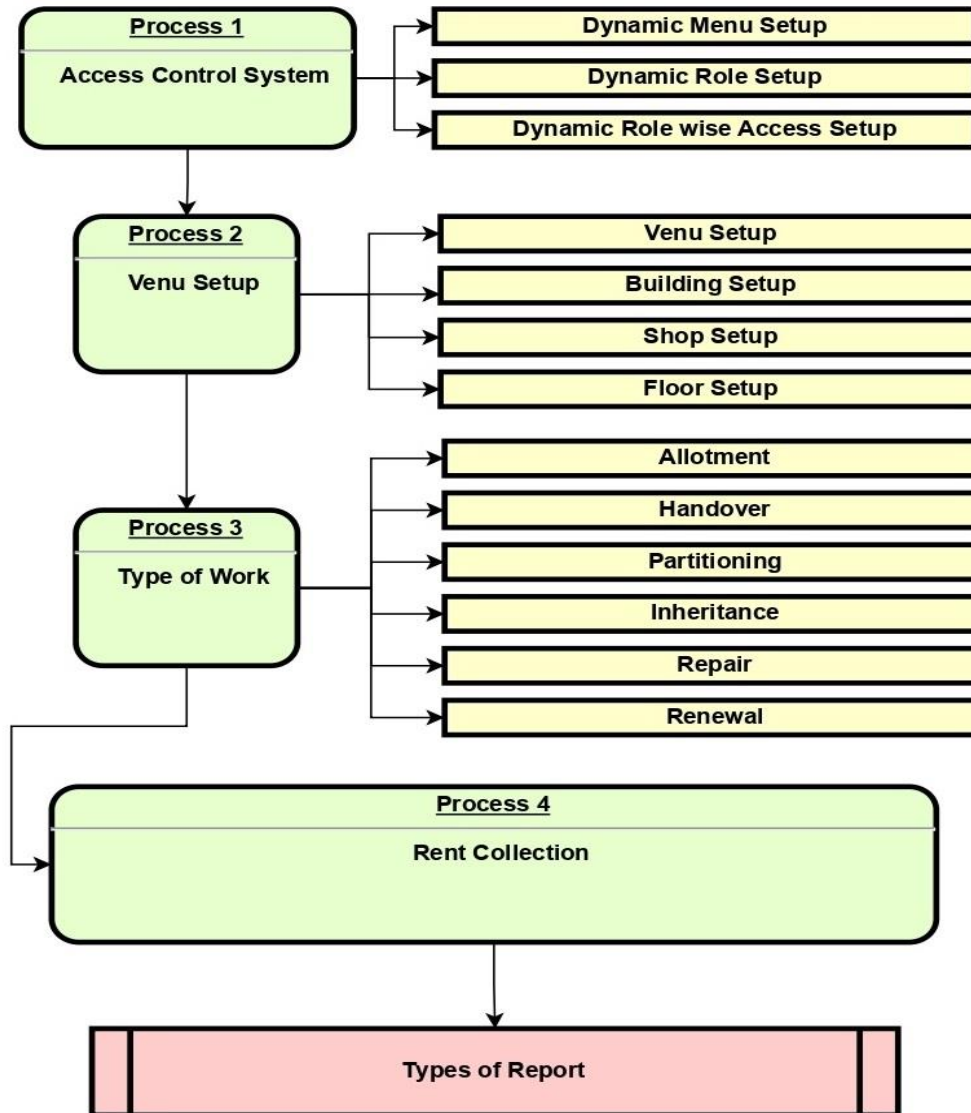 Process 1
Access Control System
Dynamic Menu Setup
Dynamic Role Setup
Dynamic Role wise Access Setup
Process 2
Venu Setup
Venu Setup
Building Setup
Shop Setup
Floor Setup
Process 3
Type of Work
Allotment
Handover
Partitioning
Inheritance
Repair
Renewal
Process 4
Rent Collection
Types of Report